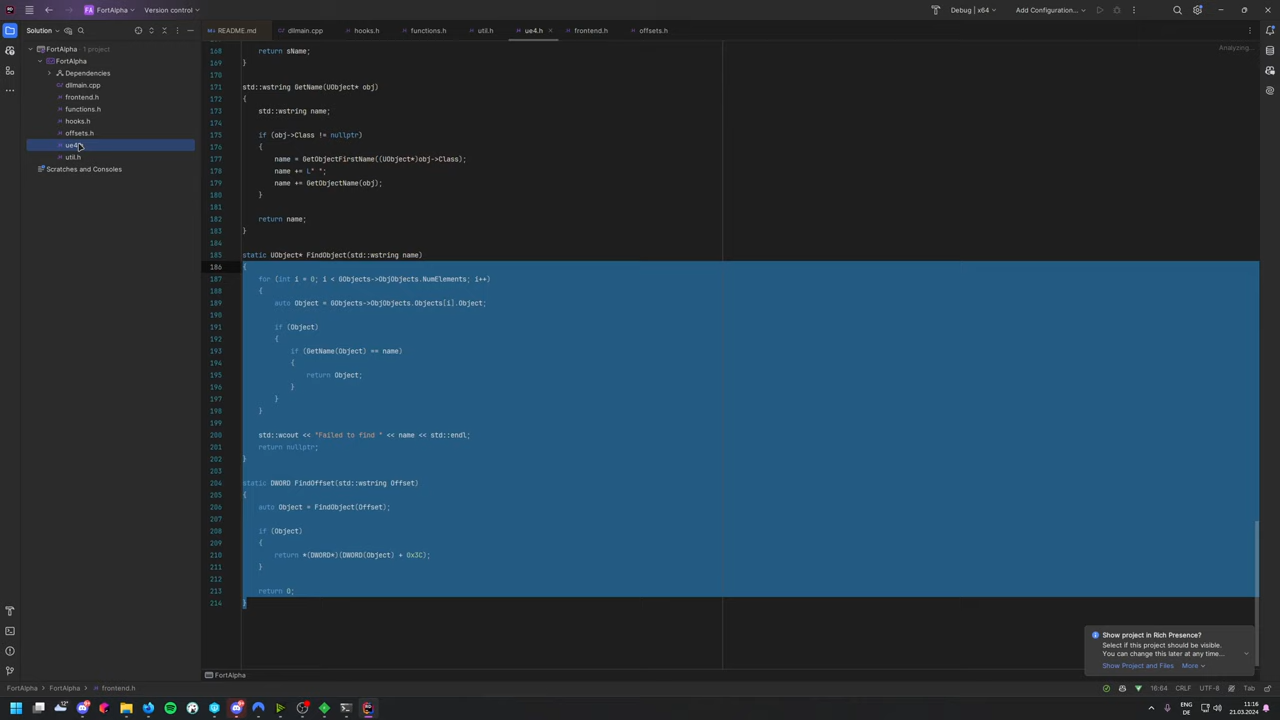 FA FortAlpha Version control
Debug | x64 Add Configuration...
Solution
README.md dllmain.cpp hooks.h functions.h util.h ue4.h frontend.h offsets.h
Analyzing...
FortAlpha · 1 project
FortAlpha
Dependencies
dllmain.cpp
frontend.h
functions.h
hooks.h
offsets.h
ue4
util.h
Scratches and Consoles
168 return sName;
169 }
170
171 std::wstring GetName(UObject* obj)
172 {
173 std::wstring name;
174
175 if (obj->Class != nullptr)
176 {
177 name = GetObjectFirstName((UObject*)obj->Class);
178 name += L" ";
179 name += GetObjectName(obj);
180 }
181
182 return name;
183 }
184
185 static UObject* FindObject(std::wstring name)
186 {
187 for (int i = 0; i < GObjects->ObjObjects.NumElements; i++)
188 {
189 auto Object = GObjects->ObjObjects.Objects[i].Object;
190
191 if (Object)
192 {
193 if (GetName(Object) == name)
194 {
195 return Object;
196 }
197 }
198 }
199
200 std::wcout << "Failed to find " << name << std::endl;
201 return nullptr;
202 }
203
204 static DWORD FindOffset(std::wstring Offset)
205 {
206 auto Object = FindObject(Offset);
207
208 if (Object)
209 {
210 return *(DWORD*)(DWORD(Object) + 0x3C);
211 }
212
213 return 0;
214 }
Show project in Rich Presence?
Select if this project should be visible.
You can change this later at any time...
Show Project and Files More
FortAlpha
FortAlpha › FortAlpha › frontend.h
16:64 CRLF UTF-8 Tab
12°
ENG
DE
11:16
21.03.2024